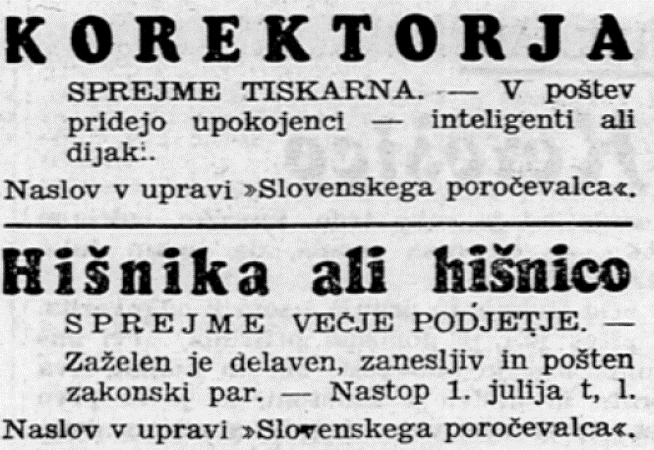 KOREKTORJA
SPREJME TISKARNA. — V poštev
pridejo upokojenci — inteligenti ali
dijaki.
Naslov v upravi »Slovenskega poročevalca«.
Hišnika ali hišnico
SPREJME VEČJE PODJETJE. —
Zaželen je delaven, zanesljiv in pošten
zakonski par. — Nastop 1. julija t, l.
Naslov v upravi »Slovenskega poročevalca«.